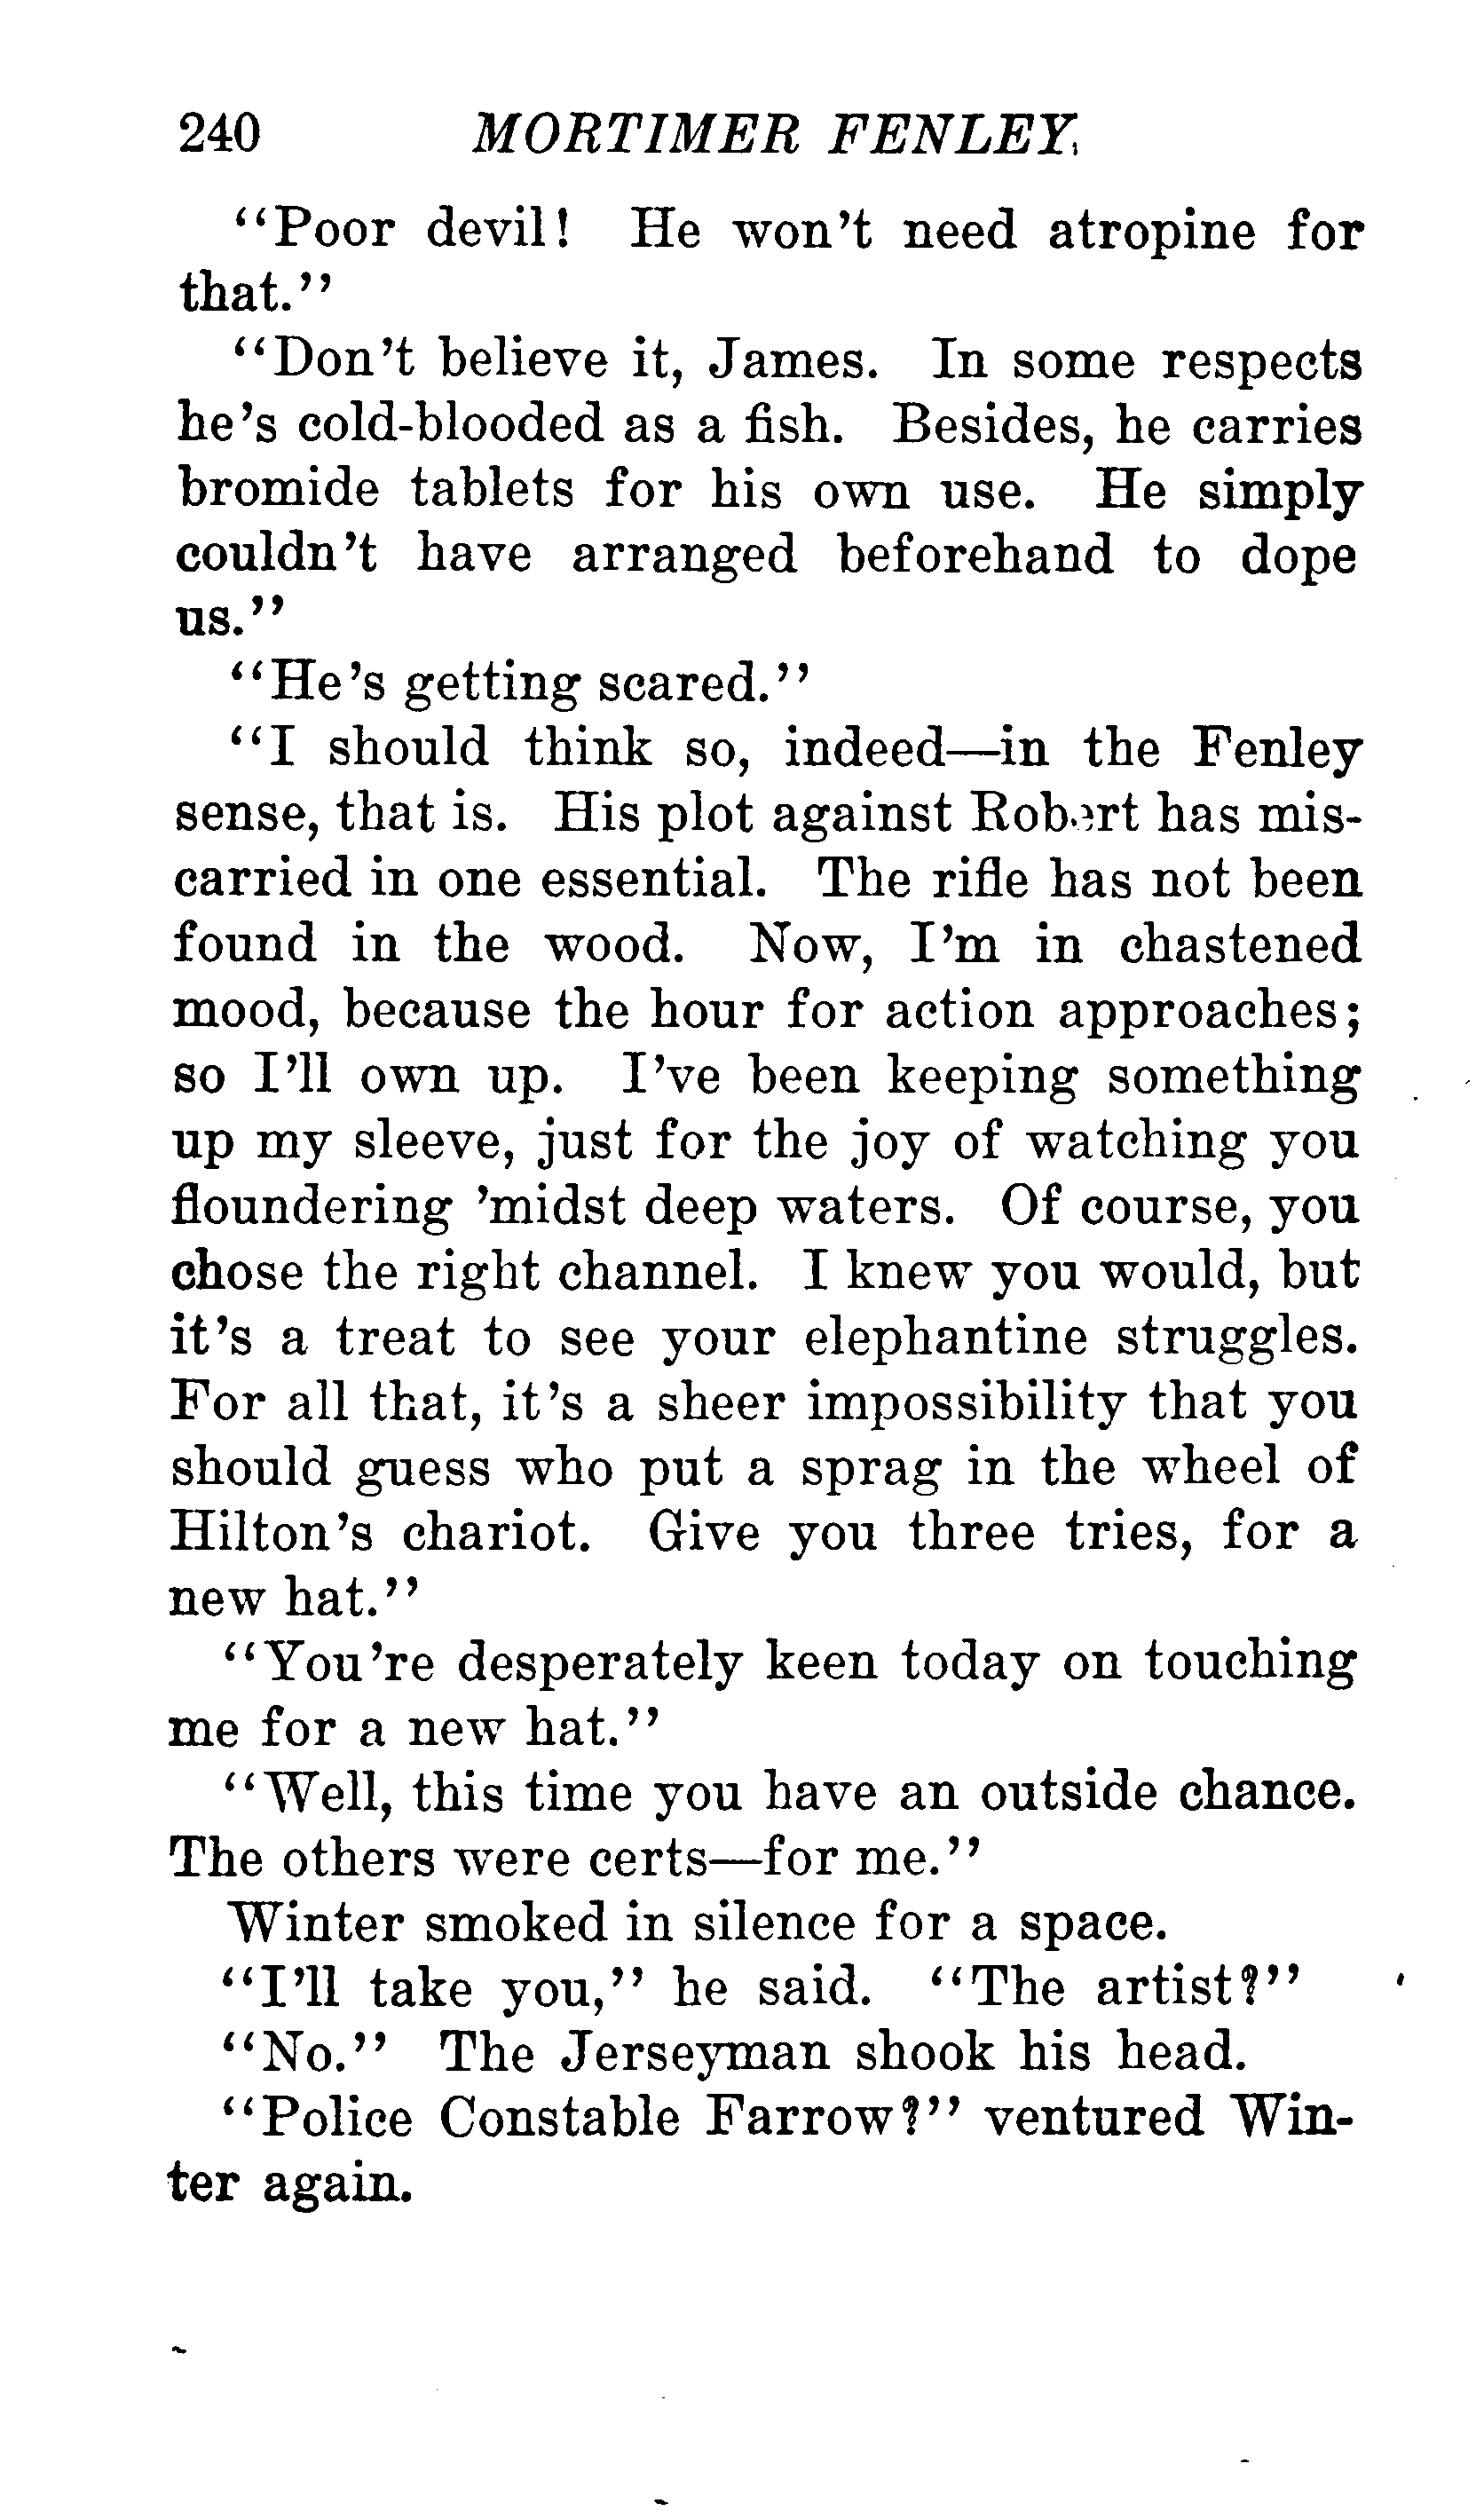 240 MORTIMER FENLEY
"Poor devil! He won't need atropine for
that."
"Don't believe it, James. In some respects
he's cold-blooded as a fish. Besides, he carries
bromide tablets for his own use. He simply
couldn't have arranged beforehand to dope
us."
"He's getting scared."
"I should think so, indeed—in the Fenley
sense, that is. His plot against Robert has mis-
carried in one essential. The rifle has not been
found in the wood. Now, I'm in chastened
mood, because the hour for action approaches;
so I'll own up. I've been keeping something
up my sleeve, just for the joy of watching you
floundering 'midst deep waters. Of course, you
chose the right channel. I knew you would, but
it's a treat to see your elephantine struggles.
For all that, it's a sheer impossibility that you
should guess who put a sprag in the wheel of
Hilton's chariot. Give you three tries, for a
new hat."
"You're desperately keen today on touching
me for a new hat."
"Well, this time you have an outside chance.
The others were certs—for me."
Winter smoked in silence for a space.
"I'll take you," he said. "The artist?"
"No." The Jerseyman shook his head.
"Police Constable Farrow?" ventured Win-
ter again.